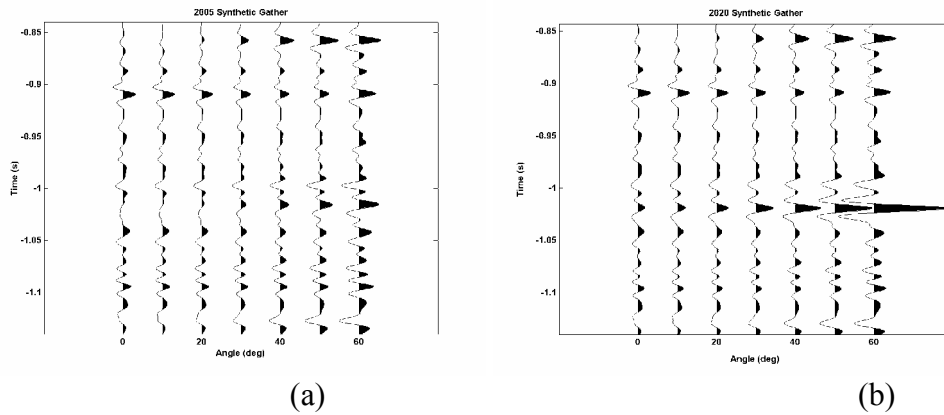 2005 Synthetic Gather
-0.85
-0.9
-0.95
-1
-1.05
-1.1
Time (s)
0
20
40
60
Angle (deg)
(a)
2020 Synthetic Gather
-0.85
-0.9
-0.95
-1
-1.05
-1.1
Time (s)
0
20
40
60
Angle (deg)
(b)